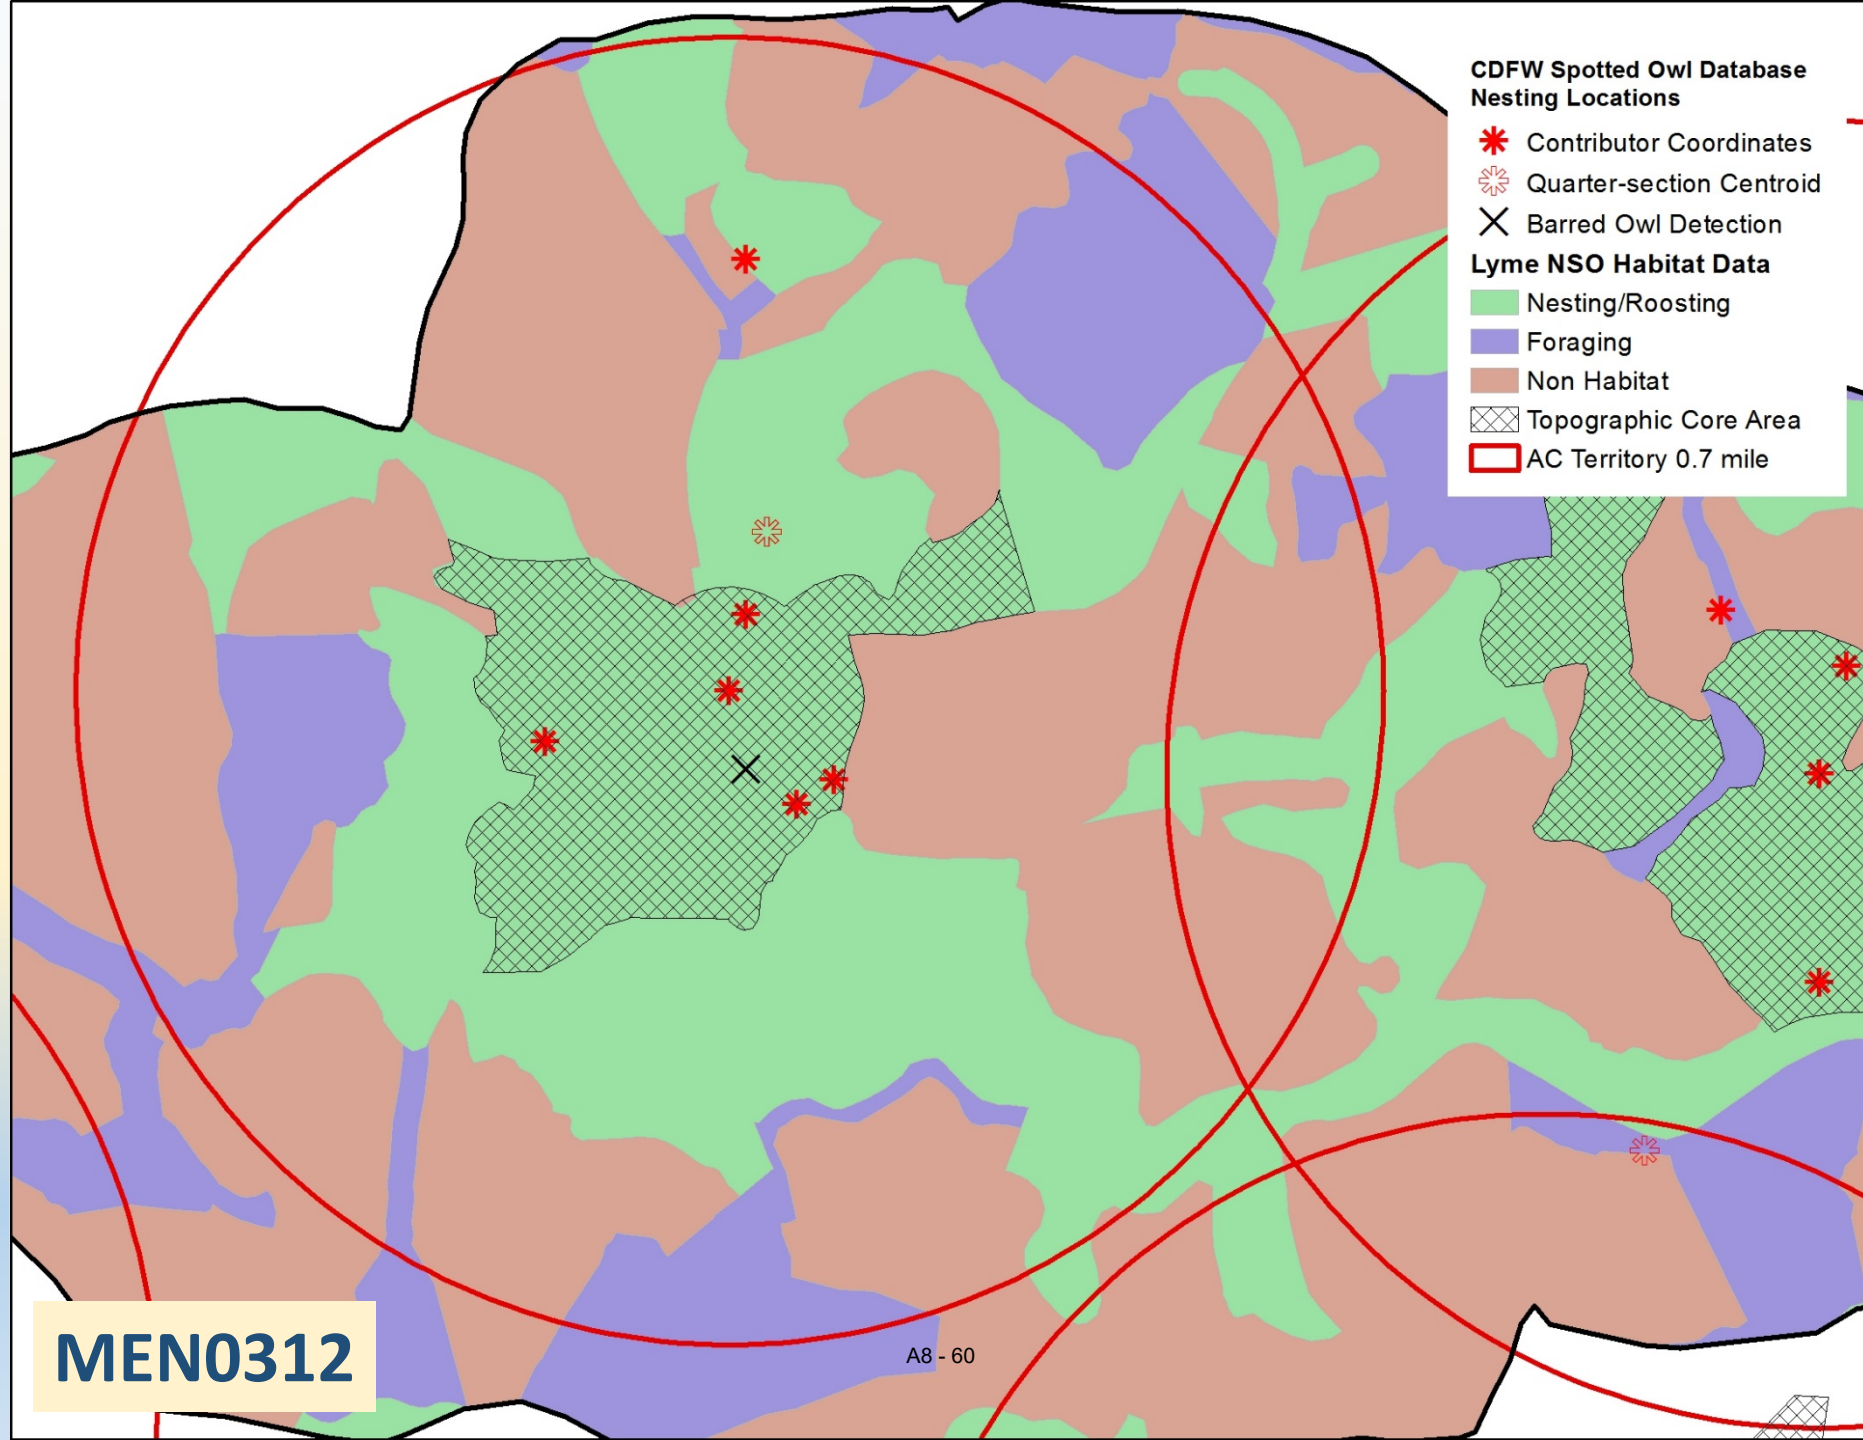 CDFW Spotted Owl Database
Nesting Locations
Contributor Coordinates
Quarter-section Centroid
Barred Owl Detection
Lyme NSO Habitat Data
Nesting/Roosting
Foraging
Non Habitat
Topographic Core Area
AC Territory 0.7 mile
MEN0312
A8 - 60